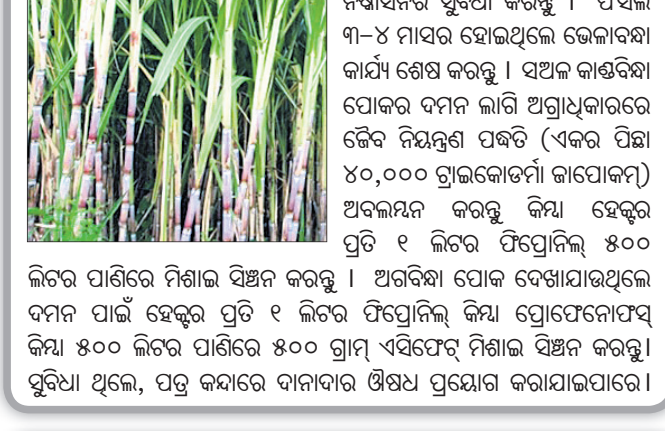 ନିଷ୍କାସନର ସୁବିଧା କରନ୍ତୁ । ଫସଲ
୩-୪ ମାସର ହୋଇଥିଲେ ଭେଳାବନ୍ଧା
କାର୍ଯ୍ୟ ଶେଷ କରନ୍ତୁ । ସଅଳ କାଣ୍ଡବିନ୍ଧା
ପୋକର ଦମନ ଲାଗି ଅଗ୍ରାଧିକାରରେ
ଜୈବ ନିୟନ୍ତ୍ରଣ ପଦ୍ଧତି (ଏକର ପିଛା
୪୦,୦୦୦ ଟ୍ରାଇକୋଡର୍ମା ଜାପୋକମ୍)
ଅବଲମ୍ବନ କରନ୍ତୁ କିମ୍ବା ହେକ୍ଟର
ପ୍ରତି ୧ ଲିଟର ଫିପ୍ରୋନିଲ୍ ୫୦୦
ଲିଟର ପାଣିରେ ମିଶାଇ ସିଞ୍ଚନ କରନ୍ତୁ । ଅଗବିନ୍ଧା ପୋକ ଦେଖାଯାଉଥିଲେ
ଦମନ ପାଇଁ ହେକ୍ଟର ପ୍ରତି ୧ ଲିଟର ଫିପ୍ରୋନିଲ୍ କିମ୍ବା ପ୍ରୋଫେନୋଫସ୍
କିମ୍ବା ୫୦୦ ଲିଟର ପାଣିରେ ୫୦୦ ଗ୍ରାମ୍ ଏସିଫେଟ୍ ମିଶାଇ ସିଞ୍ଚନ କରନ୍ତୁ।
ସୁବିଧା ଥିଲେ, ପତ୍ର କନ୍ଦାରେ ଦାନାଦାର ଔଷଧ ପ୍ରୟୋଗ କରାଯାଇପାରେ।